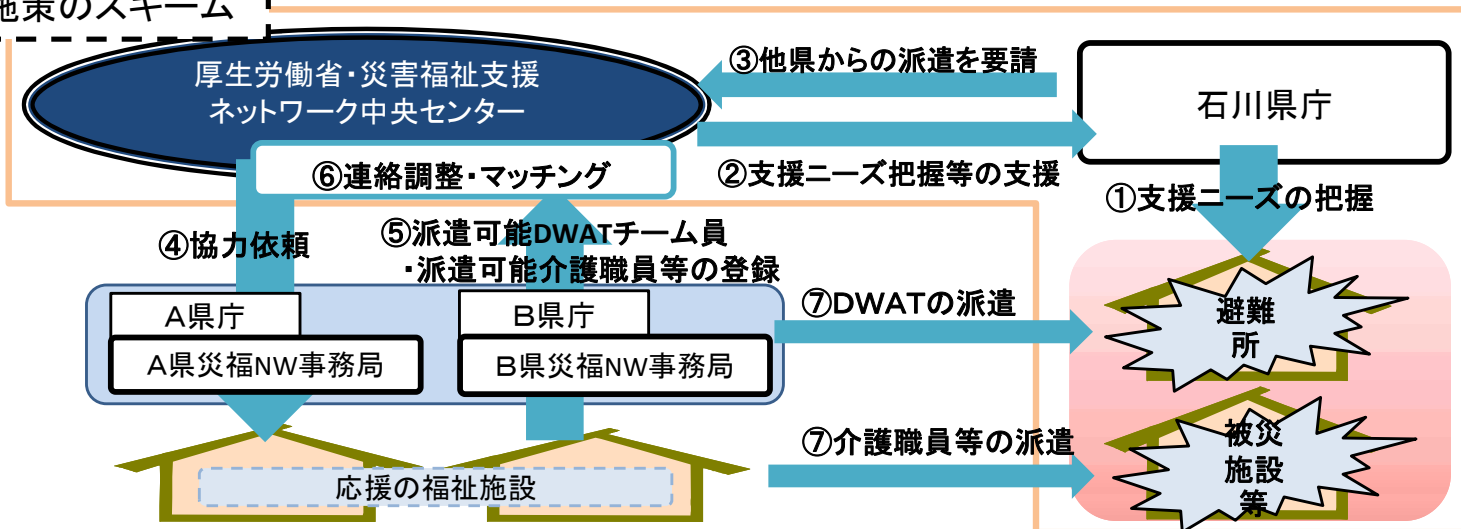 施策のスキーム
厚生労働省・災害福祉支援
ネットワーク中央センター
③他県からの派遣を要請
石川県庁
②支援ニーズ把握等の支援
⑥連絡調整・マッチング
①支援ニーズの把握
④協力依頼
⑤派遣可能DWATチーム員
・派遣可能介護職員等の登録
A県庁
A県災福NW事務局
B県庁
B県災福NW事務局
⑦DWATの派遣
避難
所
⑦介護職員等の派遣
被災
施設
等
応援の福祉施設